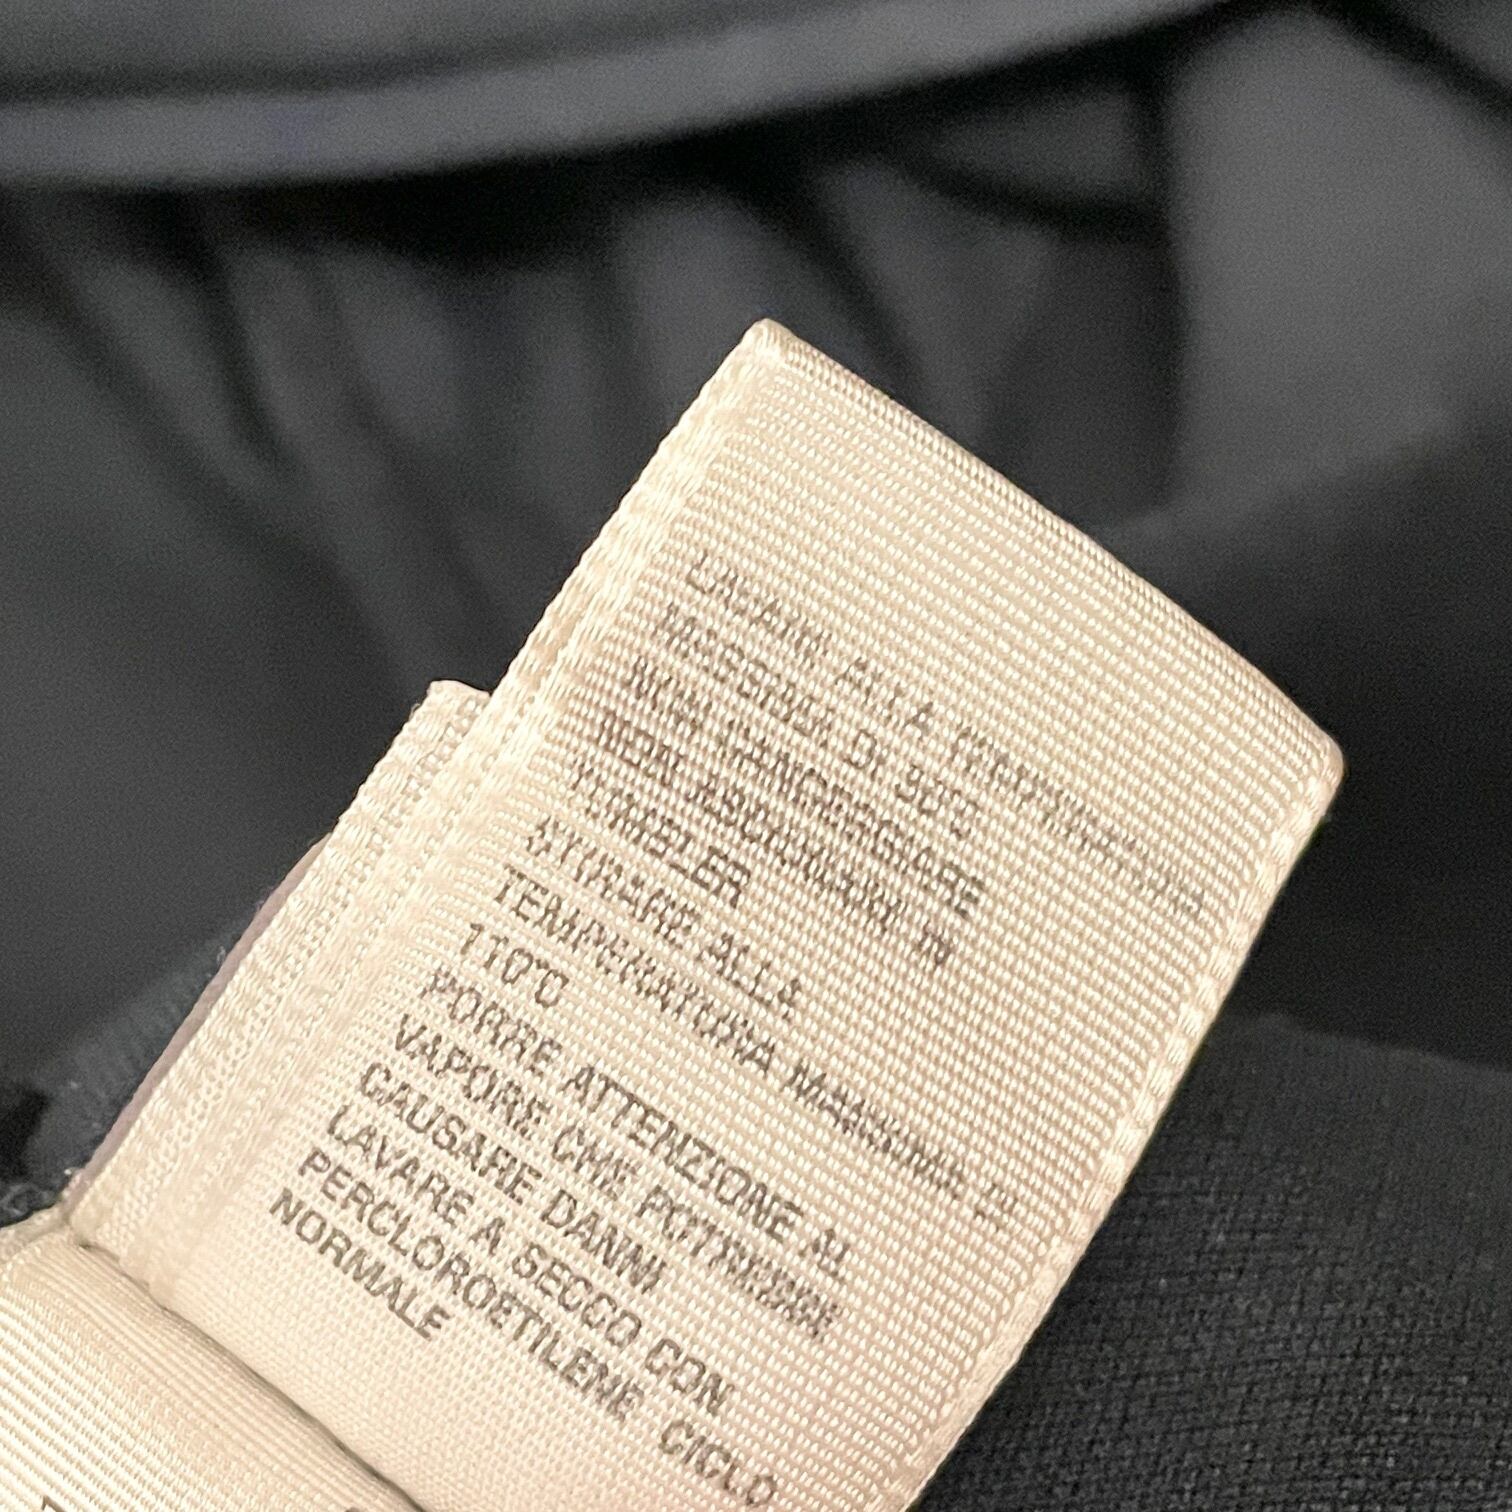 LAVARE ALLA TEMPERATURA
MASSIMA DI 30°C
NON CANDEGGIARE
NON ASCIUGARE IN
TUMBLER
STIRARE ALLA
TEMPERATURA MASSIMA DI
110°C
PORRE ATTENZIONE AL
VAPORE CHE POTREBBE
CAUSARE DANNI
LAVARE A SECCO CON
PERCLOROETILENE CICLO
NORMALE